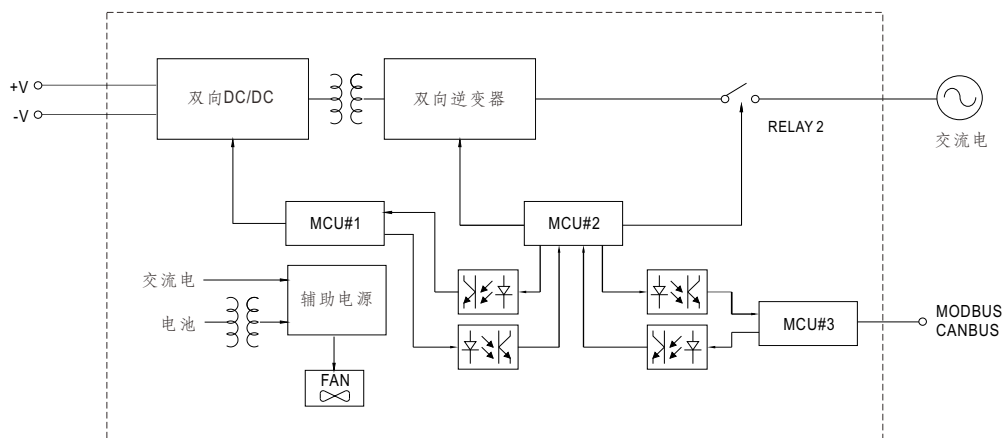 +V
-V
双向DC/DC
双向逆变器
RELAY 2
交流电
MCU#1
MCU#2
交流电
电池
辅助电源
FAN
MCU#3
MODBUS
CANBUS